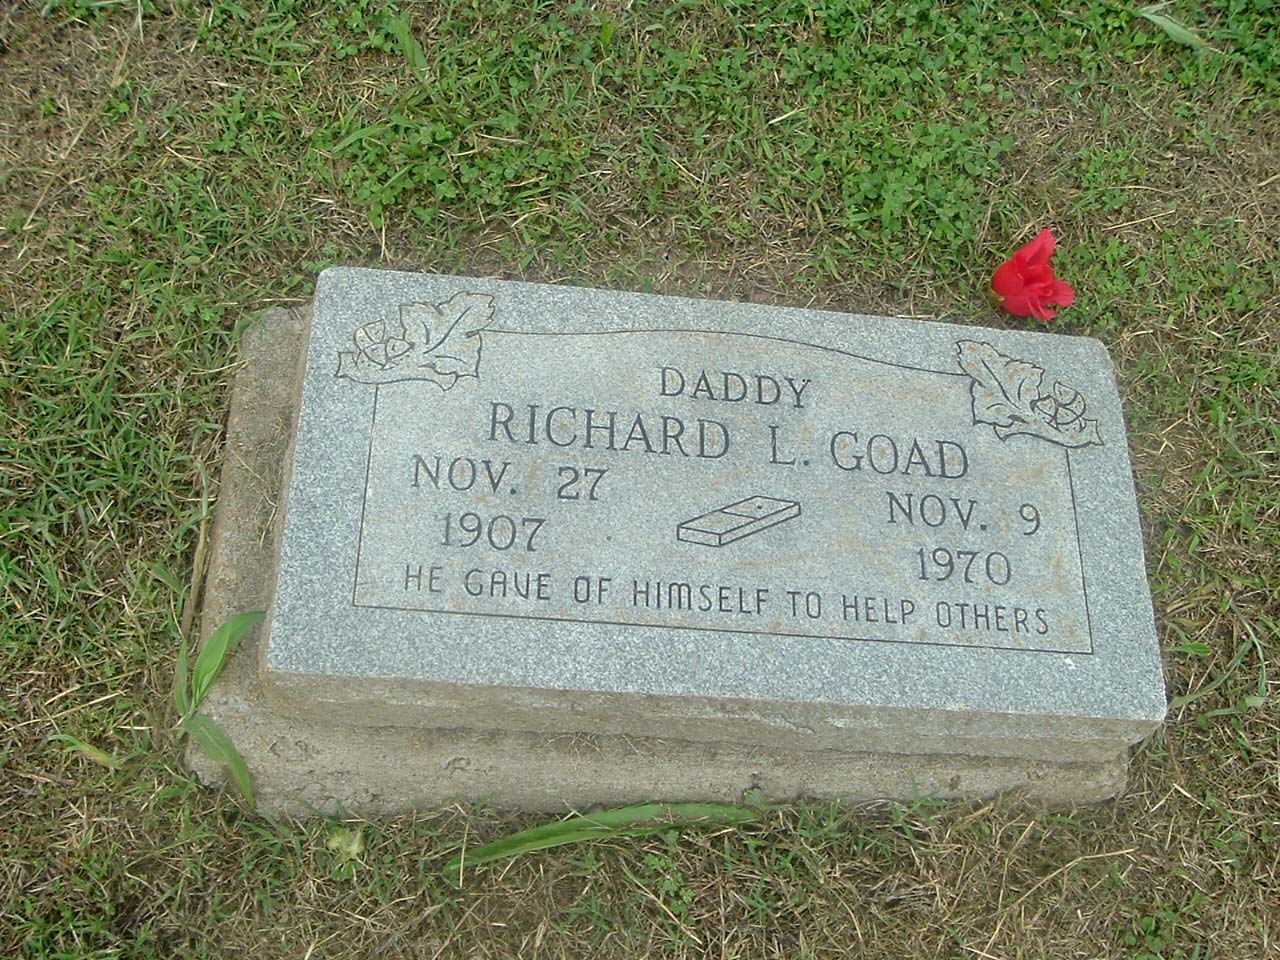 DADDY
RICHARD L. GOAD
NOV. 27 NOV. 9
1907 1970
HE GAVE OF HIMSELF TO HELP OTHERS